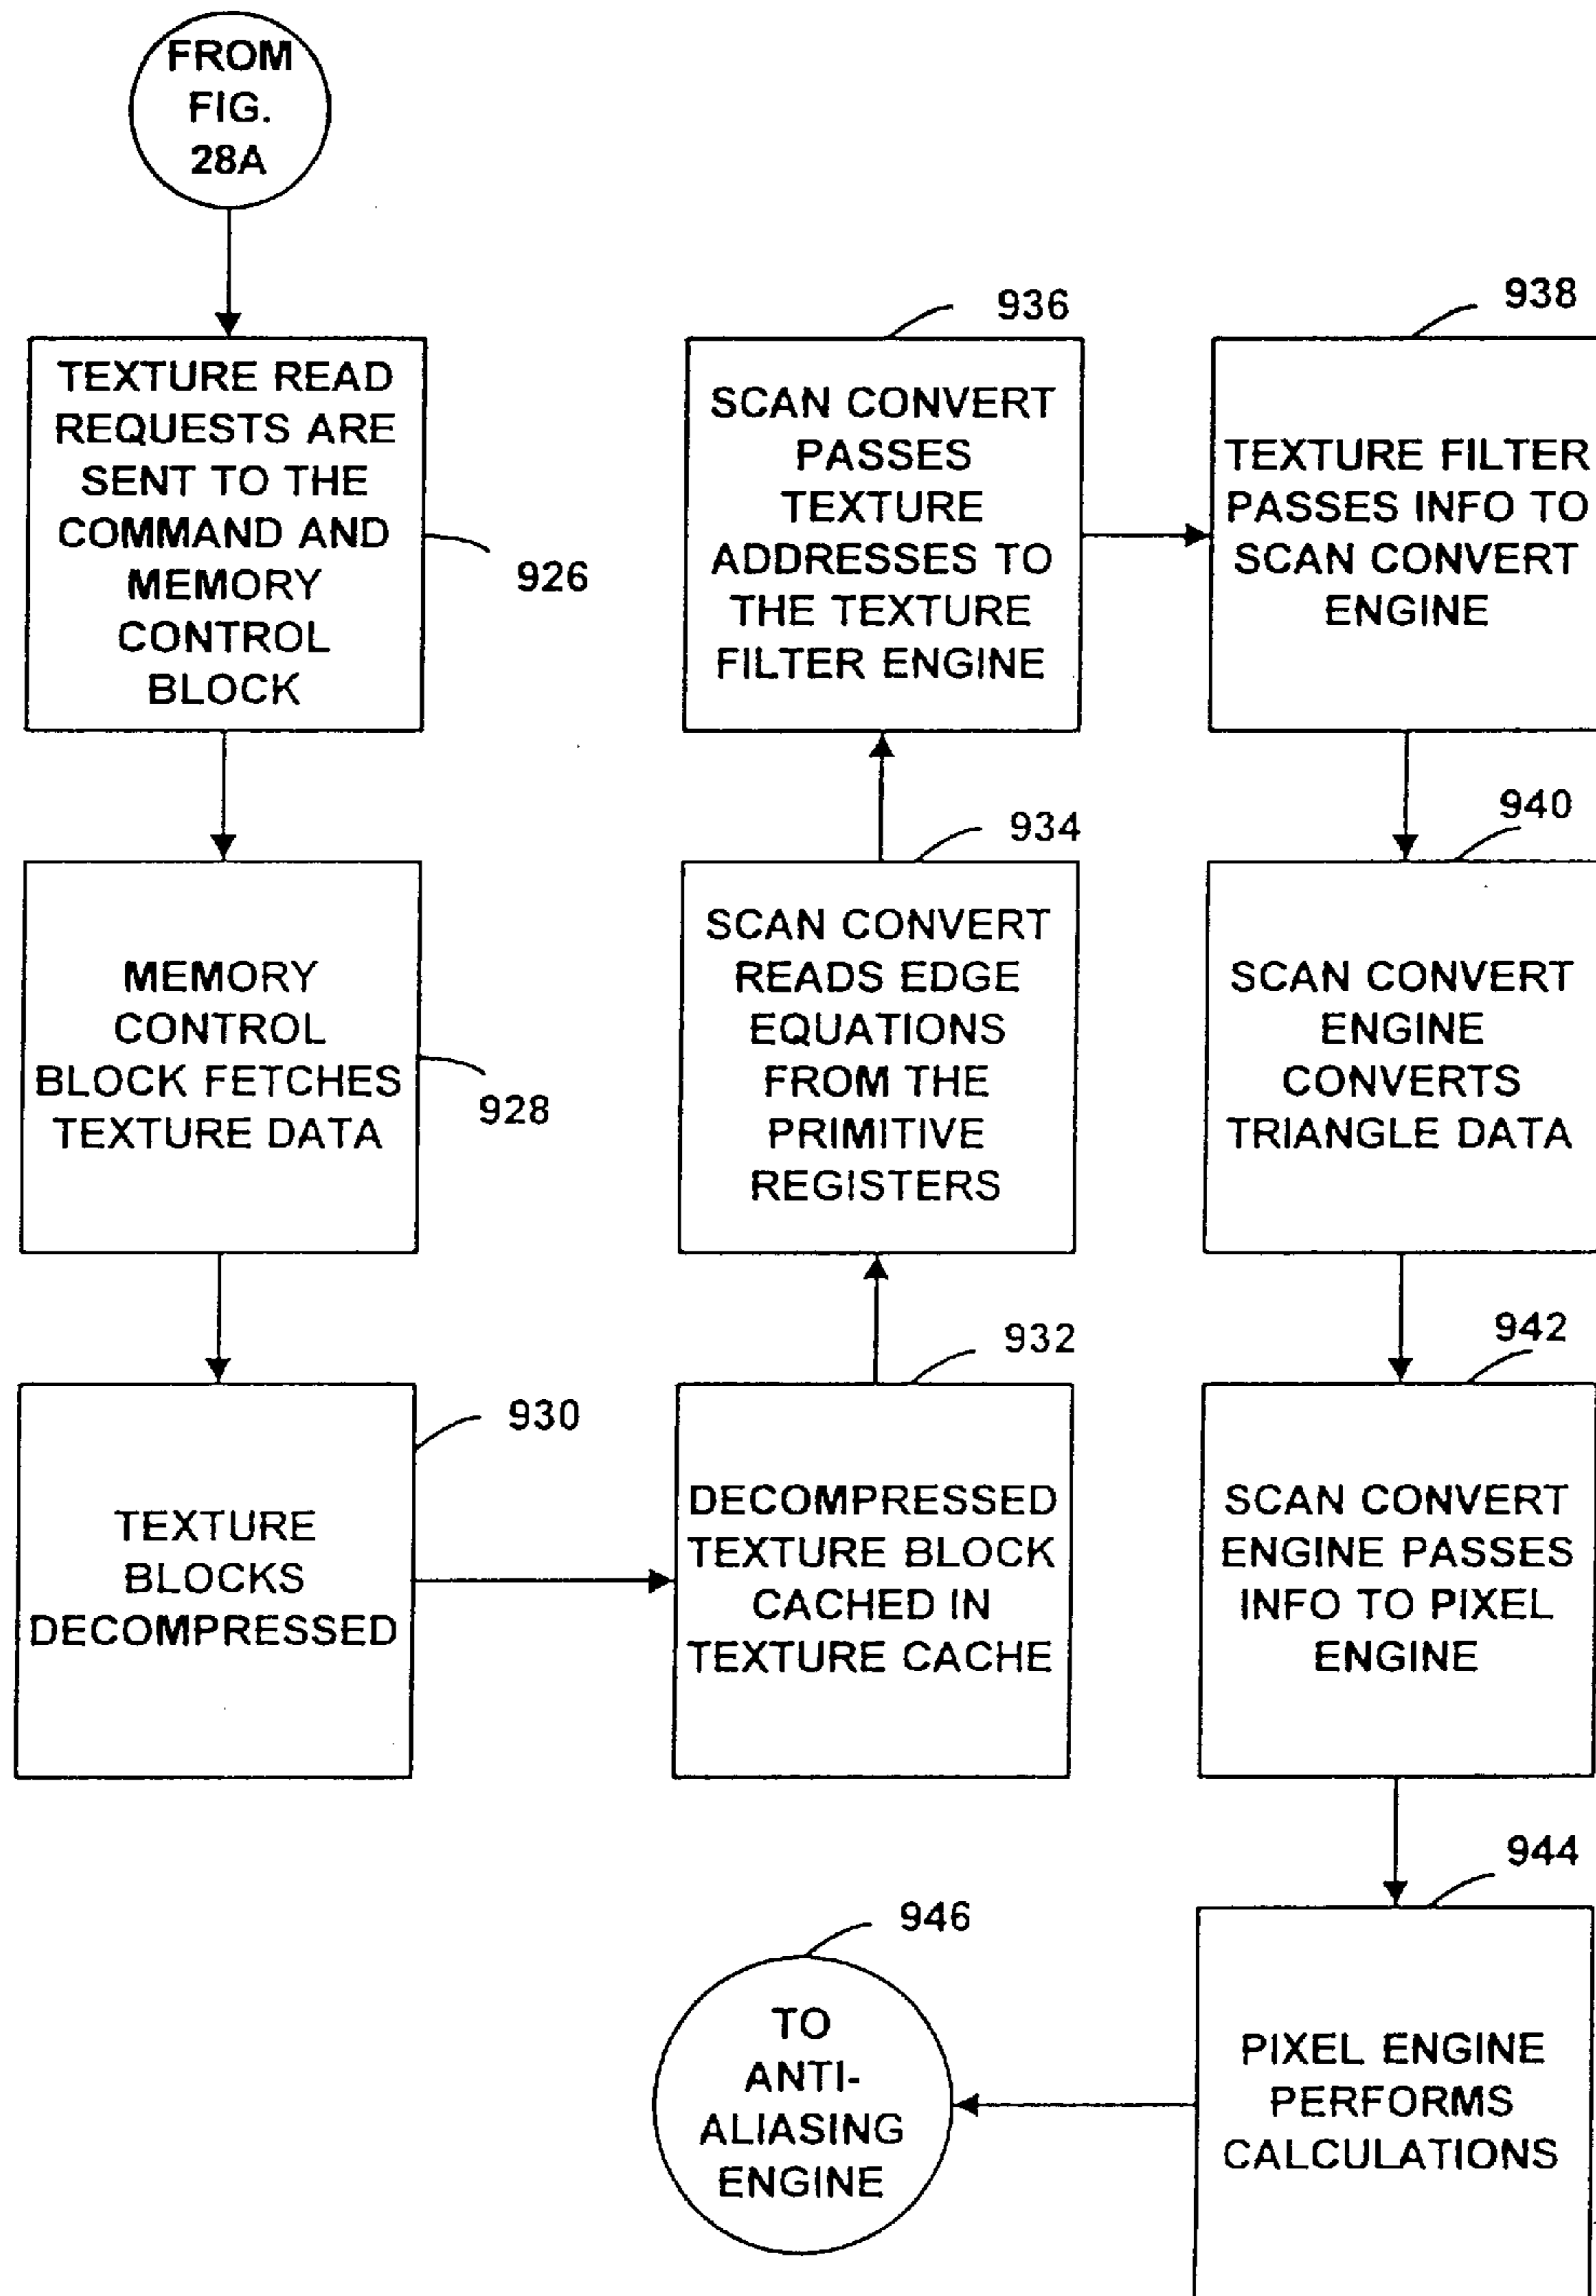 FROM
FIG.
28A
TEXTURE READ
REQUESTS ARE
SENT TO THE
COMMAND AND
MEMORY
CONTROL
BLOCK
926
MEMORY
CONTROL
BLOCK FETCHES
TEXTURE DATA
928
TEXTURE
BLOCKS
DECOMPRESSED
930
932
DECOMPRESSED
TEXTURE BLOCK
CACHED IN
TEXTURE CACHE
934
SCAN CONVERT
READS EDGE
EQUATIONS
FROM THE
PRIMITIVE
REGISTERS
936
SCAN CONVERT
PASSES
TEXTURE
ADDRESSES TO
THE TEXTURE
FILTER ENGINE
938
TEXTURE FILTER
PASSES INFO TO
SCAN CONVERT
ENGINE
940
SCAN CONVERT
ENGINE
CONVERTS
TRIANGLE DATA
942
SCAN CONVERT
ENGINE PASSES
INFO TO PIXEL
ENGINE
944
PIXEL ENGINE
PERFORMS
CALCULATIONS
946
TO
ANTI-
ALIASING
ENGINE